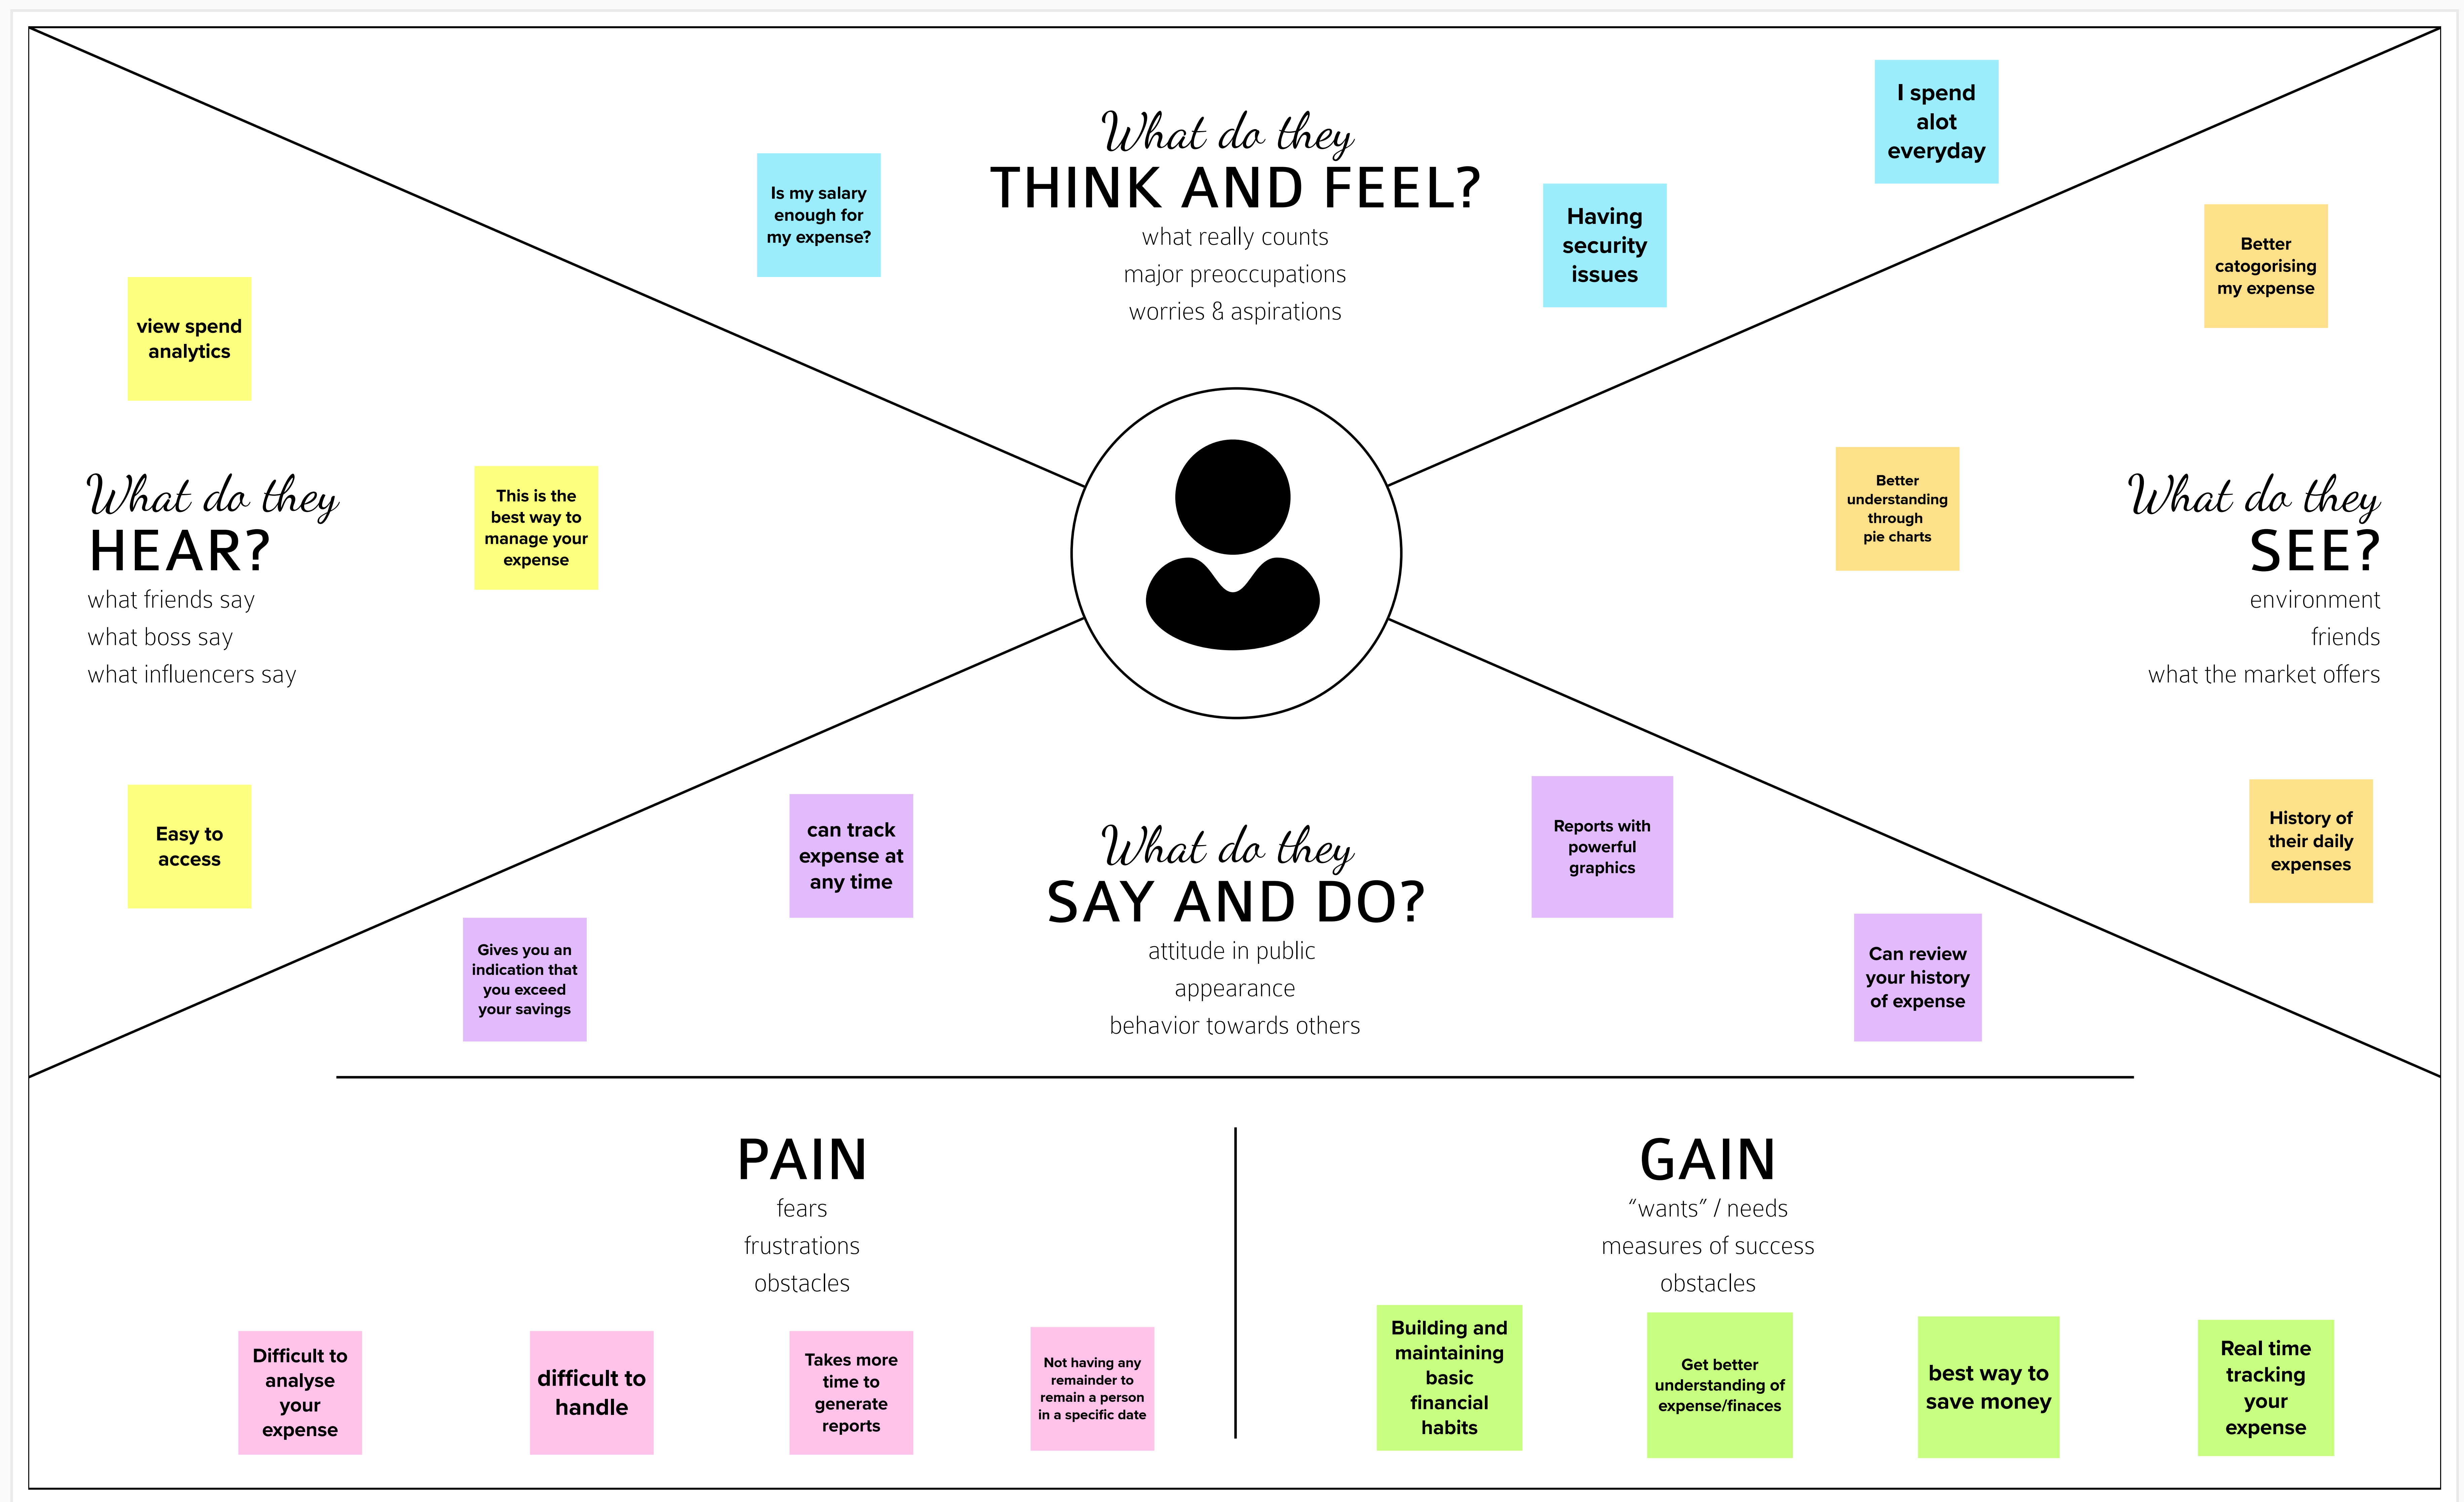 What do they
THINK AND FEEL?
what really counts
major preoccupations
worries & aspirations
Is my salary
enough for
my expense?
Having
security
issues
I spend
alot
everyday
view spend
analytics
What do they
HEAR?
what friends say
what boss say
what influencers say
This is the
best way to
manage your
expense
Easy to
access
Better
catogorising
my expense
Better
understanding
through
pie charts
What do they
SEE?
environment
friends
what the market offers
History of
their daily
expenses
What do they
SAY AND DO?
attitude in public
appearance
behavior towards others
Gives you an
indication that
you exceed
your savings
can track
expense at
any time
Reports with
powerful
graphics
Can review
your history
of expense
PAIN
fears
frustrations
obstacles
Difficult to
analyse
your
expense
difficult to
handle
Takes more
time to
generate
reports
Not having any
remainder to
remain a person
in a specific date
GAIN
“wants” / needs
measures of success
obstacles
Building and
maintaining
basic
financial
habits
Get better
understanding of
expense/finaces
best way to
save money
Real time
tracking
your
expense